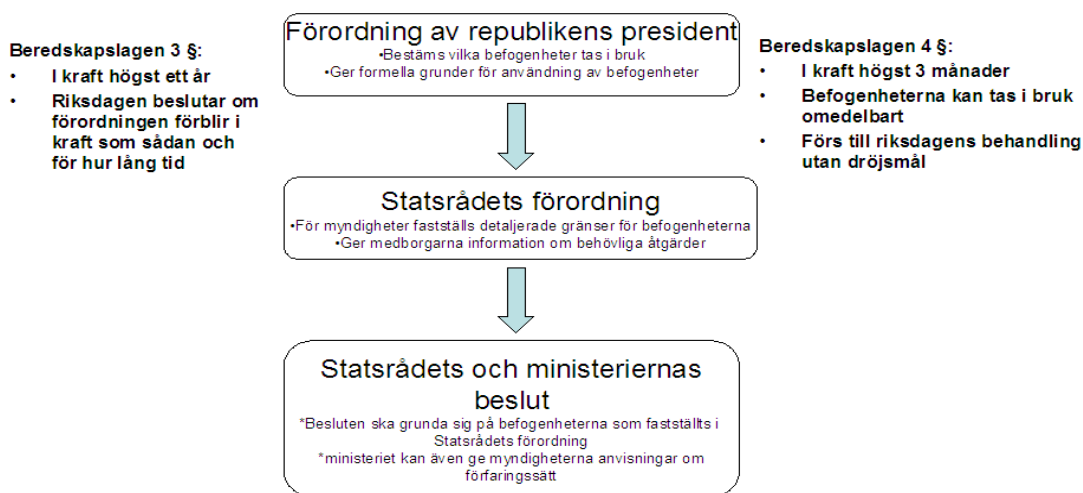 Förordning av republikens president
•Bestäms vilka befogenheter tas i bruk
•Ger formella grunder för användning av befogenheter
Beredskapslagen 3 §:
• I kraft högst ett år
• Riksdagen beslutar om
förordningen förblir i
kraft som sådan och
för hur lång tid
Beredskapslagen 4 §:
• I kraft högst 3 månader
• Befogenheterna kan tas i bruk
omedelbart
• Förs till riksdagens behandling
utan dröjsmål
Statsrådets förordning
•För myndigheter fastställs detaljerade gränser för befogenheterna
•Ger medborgarna information om behövliga åtgärder
Statsrådets och ministeriernas
beslut
*Besluten ska grunda sig på befogenheterna som fastställts i
Statsrådets förordning
*ministeriet kan även ge myndigheterna anvisningar om
förfaringssätt